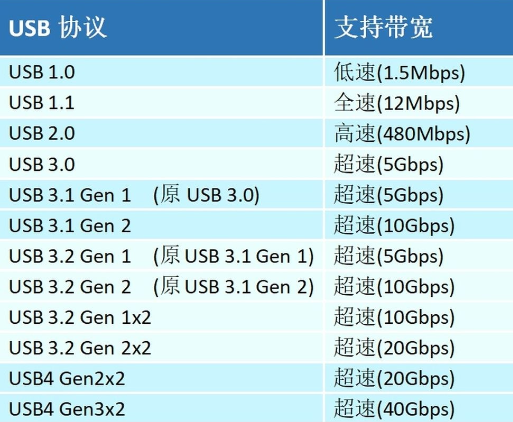 USB 协议 支持带宽
USB 1.0 低速(1.5Mbps)
USB 1.1 全速(12Mbps)
USB 2.0 高速(480Mbps)
USB 3.0 超速(5Gbps)
USB 3.1 Gen 1 (原 USB 3.0) 超速(5Gbps)
USB 3.1 Gen 2 超速(10Gbps)
USB 3.2 Gen 1 (原 USB 3.1 Gen 1) 超速(5Gbps)
USB 3.2 Gen 2 (原 USB 3.1 Gen 2) 超速(10Gbps)
USB 3.2 Gen 1x2 超速(10Gbps)
USB 3.2 Gen 2x2 超速(20Gbps)
USB4 Gen2x2 超速(20Gbps)
USB4 Gen3x2 超速(40Gbps)